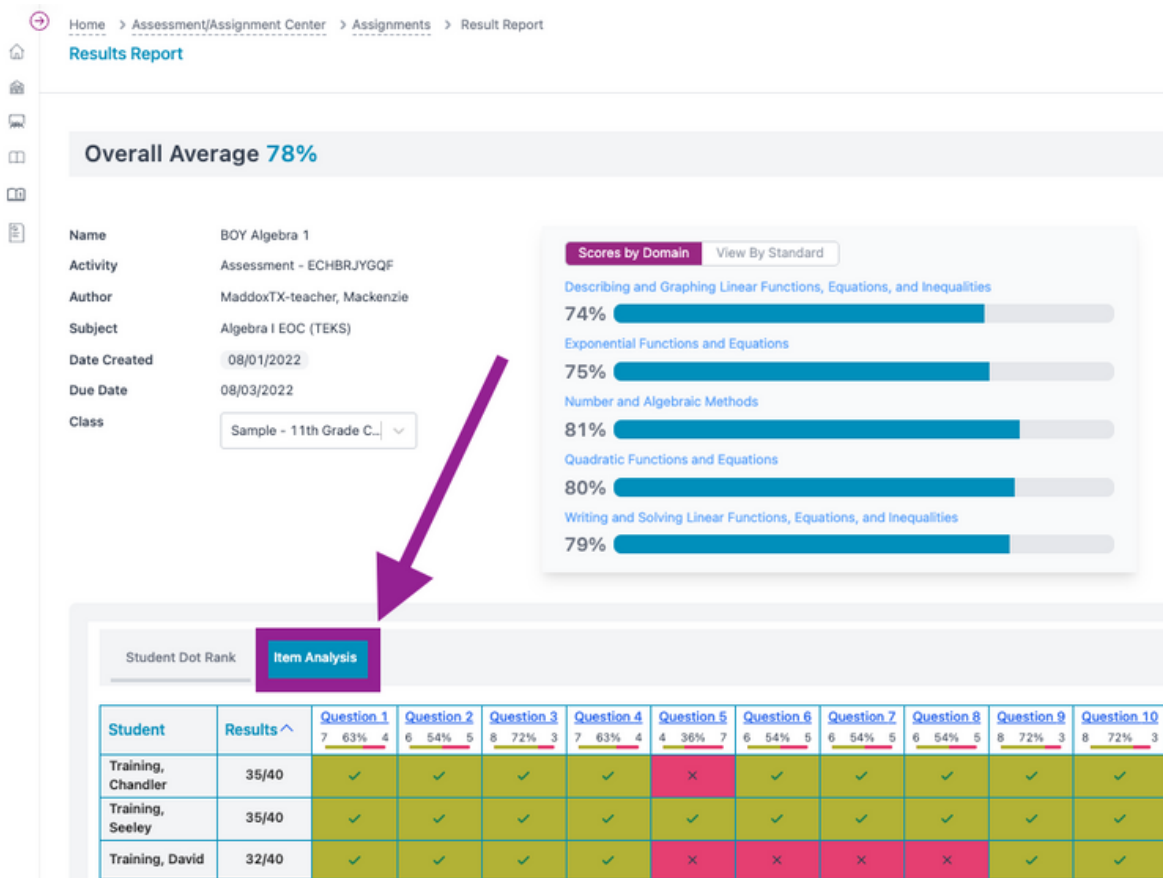 Home > Assessment/Assignment Center > Assignments > Result Report
Results Report
Overall Average 78%
Name BOY Algebra 1
Activity Assessment - ECHBRJYGQF
Author MaddoxTX-teacher, Mackenzie
Subject Algebra I EOC (TEKS)
Date Created 08/01/2022
Due Date 08/03/2022
Class Sample - 11th Grade C...
Scores by Domain View By Standard
Describing and Graphing Linear Functions, Equations, and Inequalities
74%
Exponential Functions and Equations
75%
Number and Algebraic Methods
81%
Quadratic Functions and Equations
80%
Writing and Solving Linear Functions, Equations, and Inequalities
79%
Student Dot Rank Item Analysis
Student Results Question 1 Question 2 Question 3 Question 4 Question 5 Question 6 Question 7 Question 8 Question 9 Question 10
7 63% 4 6 54% 5 8 72% 3 7 63% 4 4 36% 7 6 54% 5 6 54% 5 6 54% 5 8 72% 3 8 72% 3
Training,
Chandler 35/40 ✓ ✓ ✓ ✓ × ✓ ✓ ✓ ✓ ✓
Training,
Seeley 35/40 ✓ ✓ ✓ ✓ ✓ ✓ ✓ ✓ ✓ ✓
Training, David 32/40 ✓ ✓ ✓ ✓ × × × × ✓ ✓